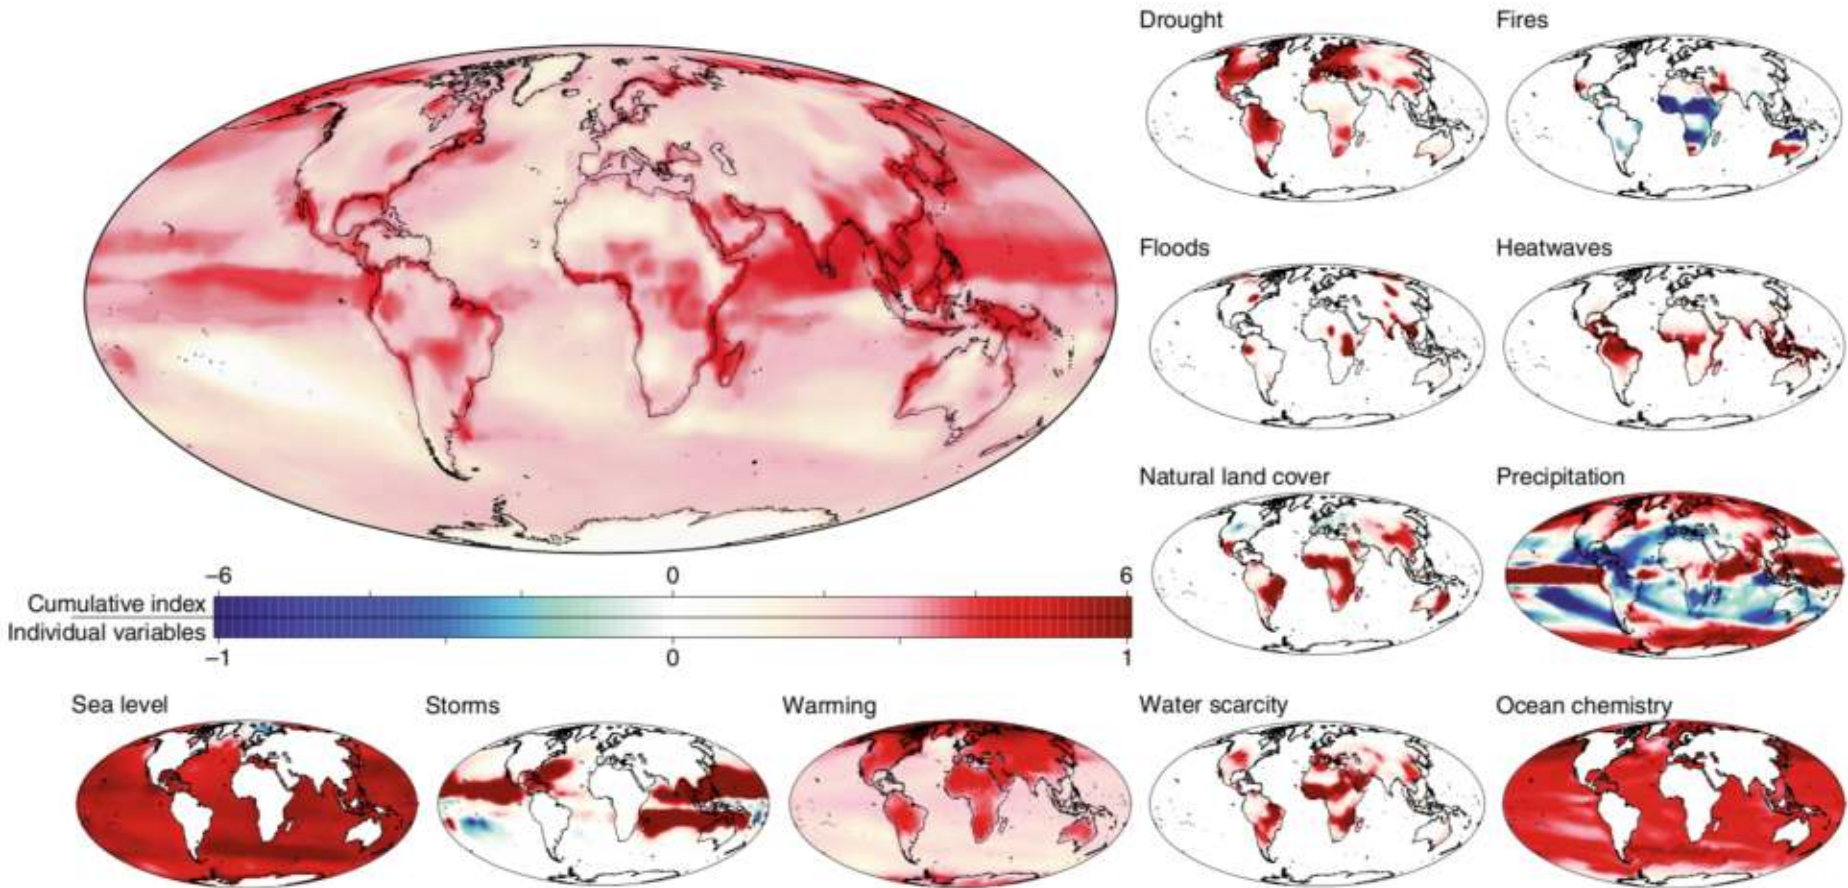 Drought
Fires
Floods
Heatwaves
Natural land cover
Precipitation
−6 0 6
Cumulative index
Individual variables
−1 0 1
Sea level
Storms
Warming
Water scarcity
Ocean chemistry